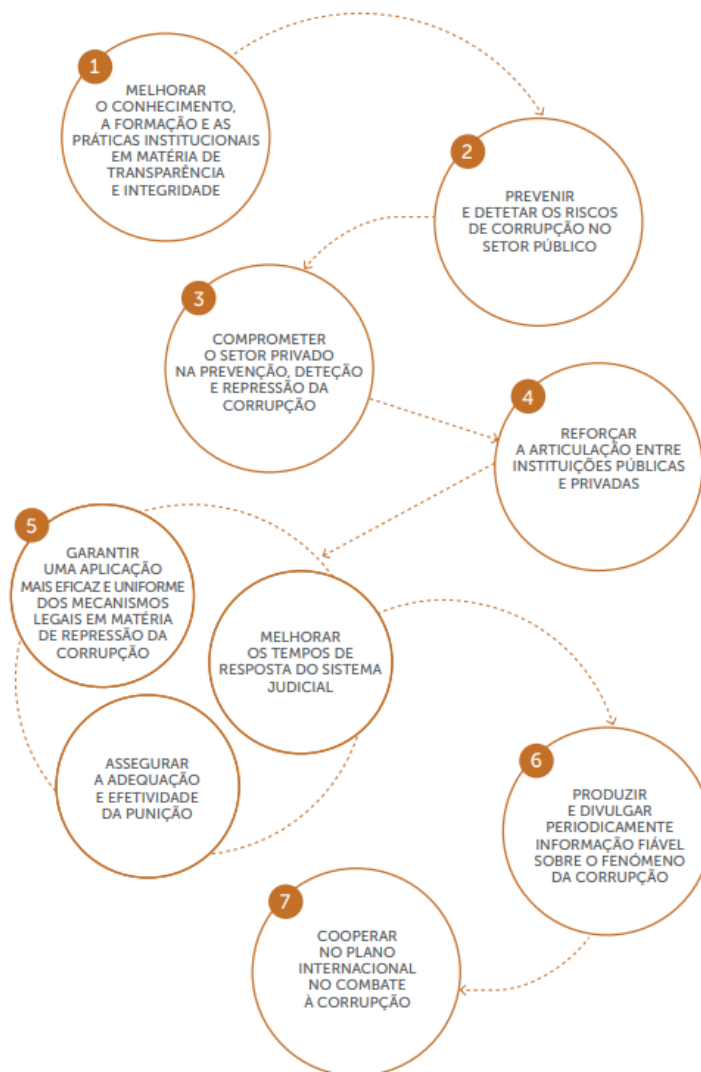 1
MELHORAR
O CONHECIMENTO,
A FORMAÇÃO E AS
PRÁTICAS INSTITUCIONAIS
EM MATÉRIA DE
TRANSPARÊNCIA
E INTEGRIDADE
2
PREVENIR
E DETETAR OS RISCOS
DE CORRUPÇÃO NO
SETOR PÚBLICO
3
COMPROMETER
O SETOR PRIVADO
NA PREVENÇÃO, DETEÇÃO
E REPRESSÃO DA
CORRUPÇÃO
4
REFORÇAR
A ARTICULAÇÃO ENTRE
INSTITUIÇÕES PÚBLICAS
E PRIVADAS
5
GARANTIR
UMA APLICAÇÃO
MAIS EFICAZ E UNIFORME
DOS MECANISMOS
LEGAIS EM MATÉRIA
DE REPRESSÃO DA
CORRUPÇÃO
MELHORAR
OS TEMPOS DE
RESPOSTA DO SISTEMA
JUDICIAL
ASSEGURAR
A ADEQUAÇÃO
E EFETIVIDADE
DA PUNIÇÃO
6
PRODUZIR
E DIVULGAR
PERIODICAMENTE
INFORMAÇÃO FIÁVEL
SOBRE O FENÓMENO
DA CORRUPÇÃO
7
COOPERAR
NO PLANO
INTERNACIONAL
NO COMBATE
À CORRUPÇÃO